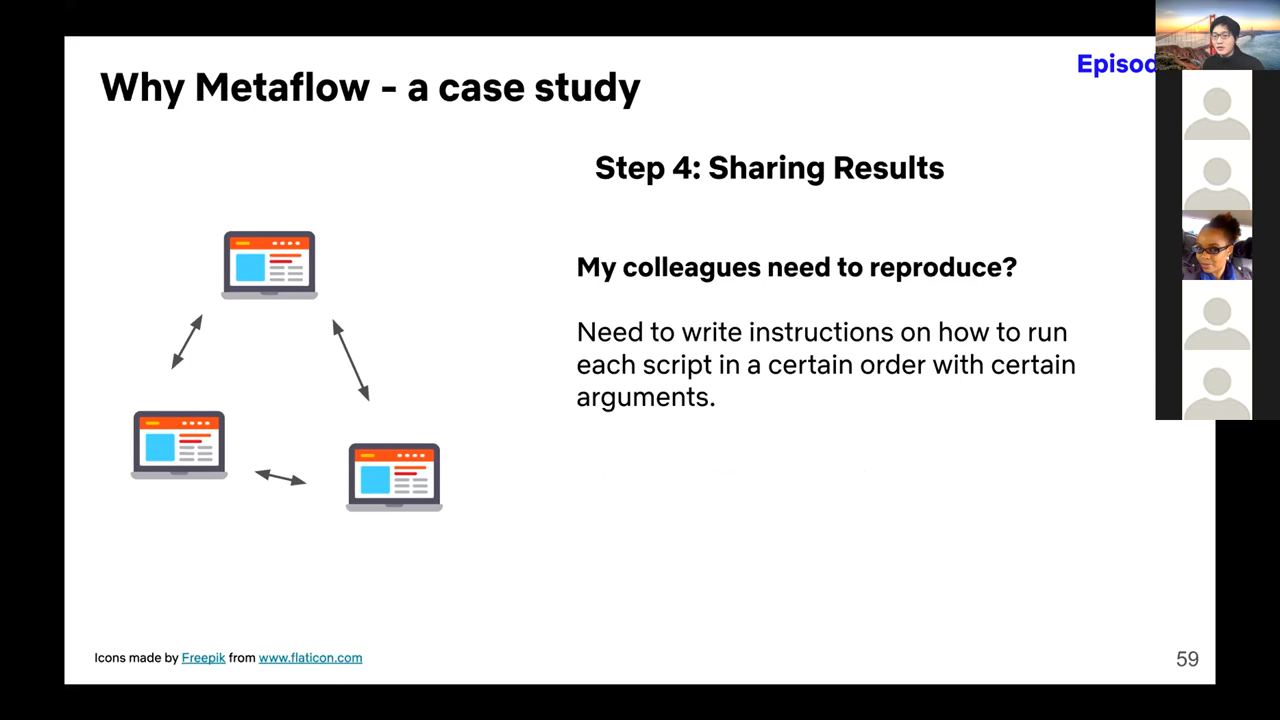 Why Metaflow - a case study
Step 4: Sharing Results
My colleagues need to reproduce?
Need to write instructions on how to run
each script in a certain order with certain
arguments.
Icons made by Freepik from www.flaticon.com
59